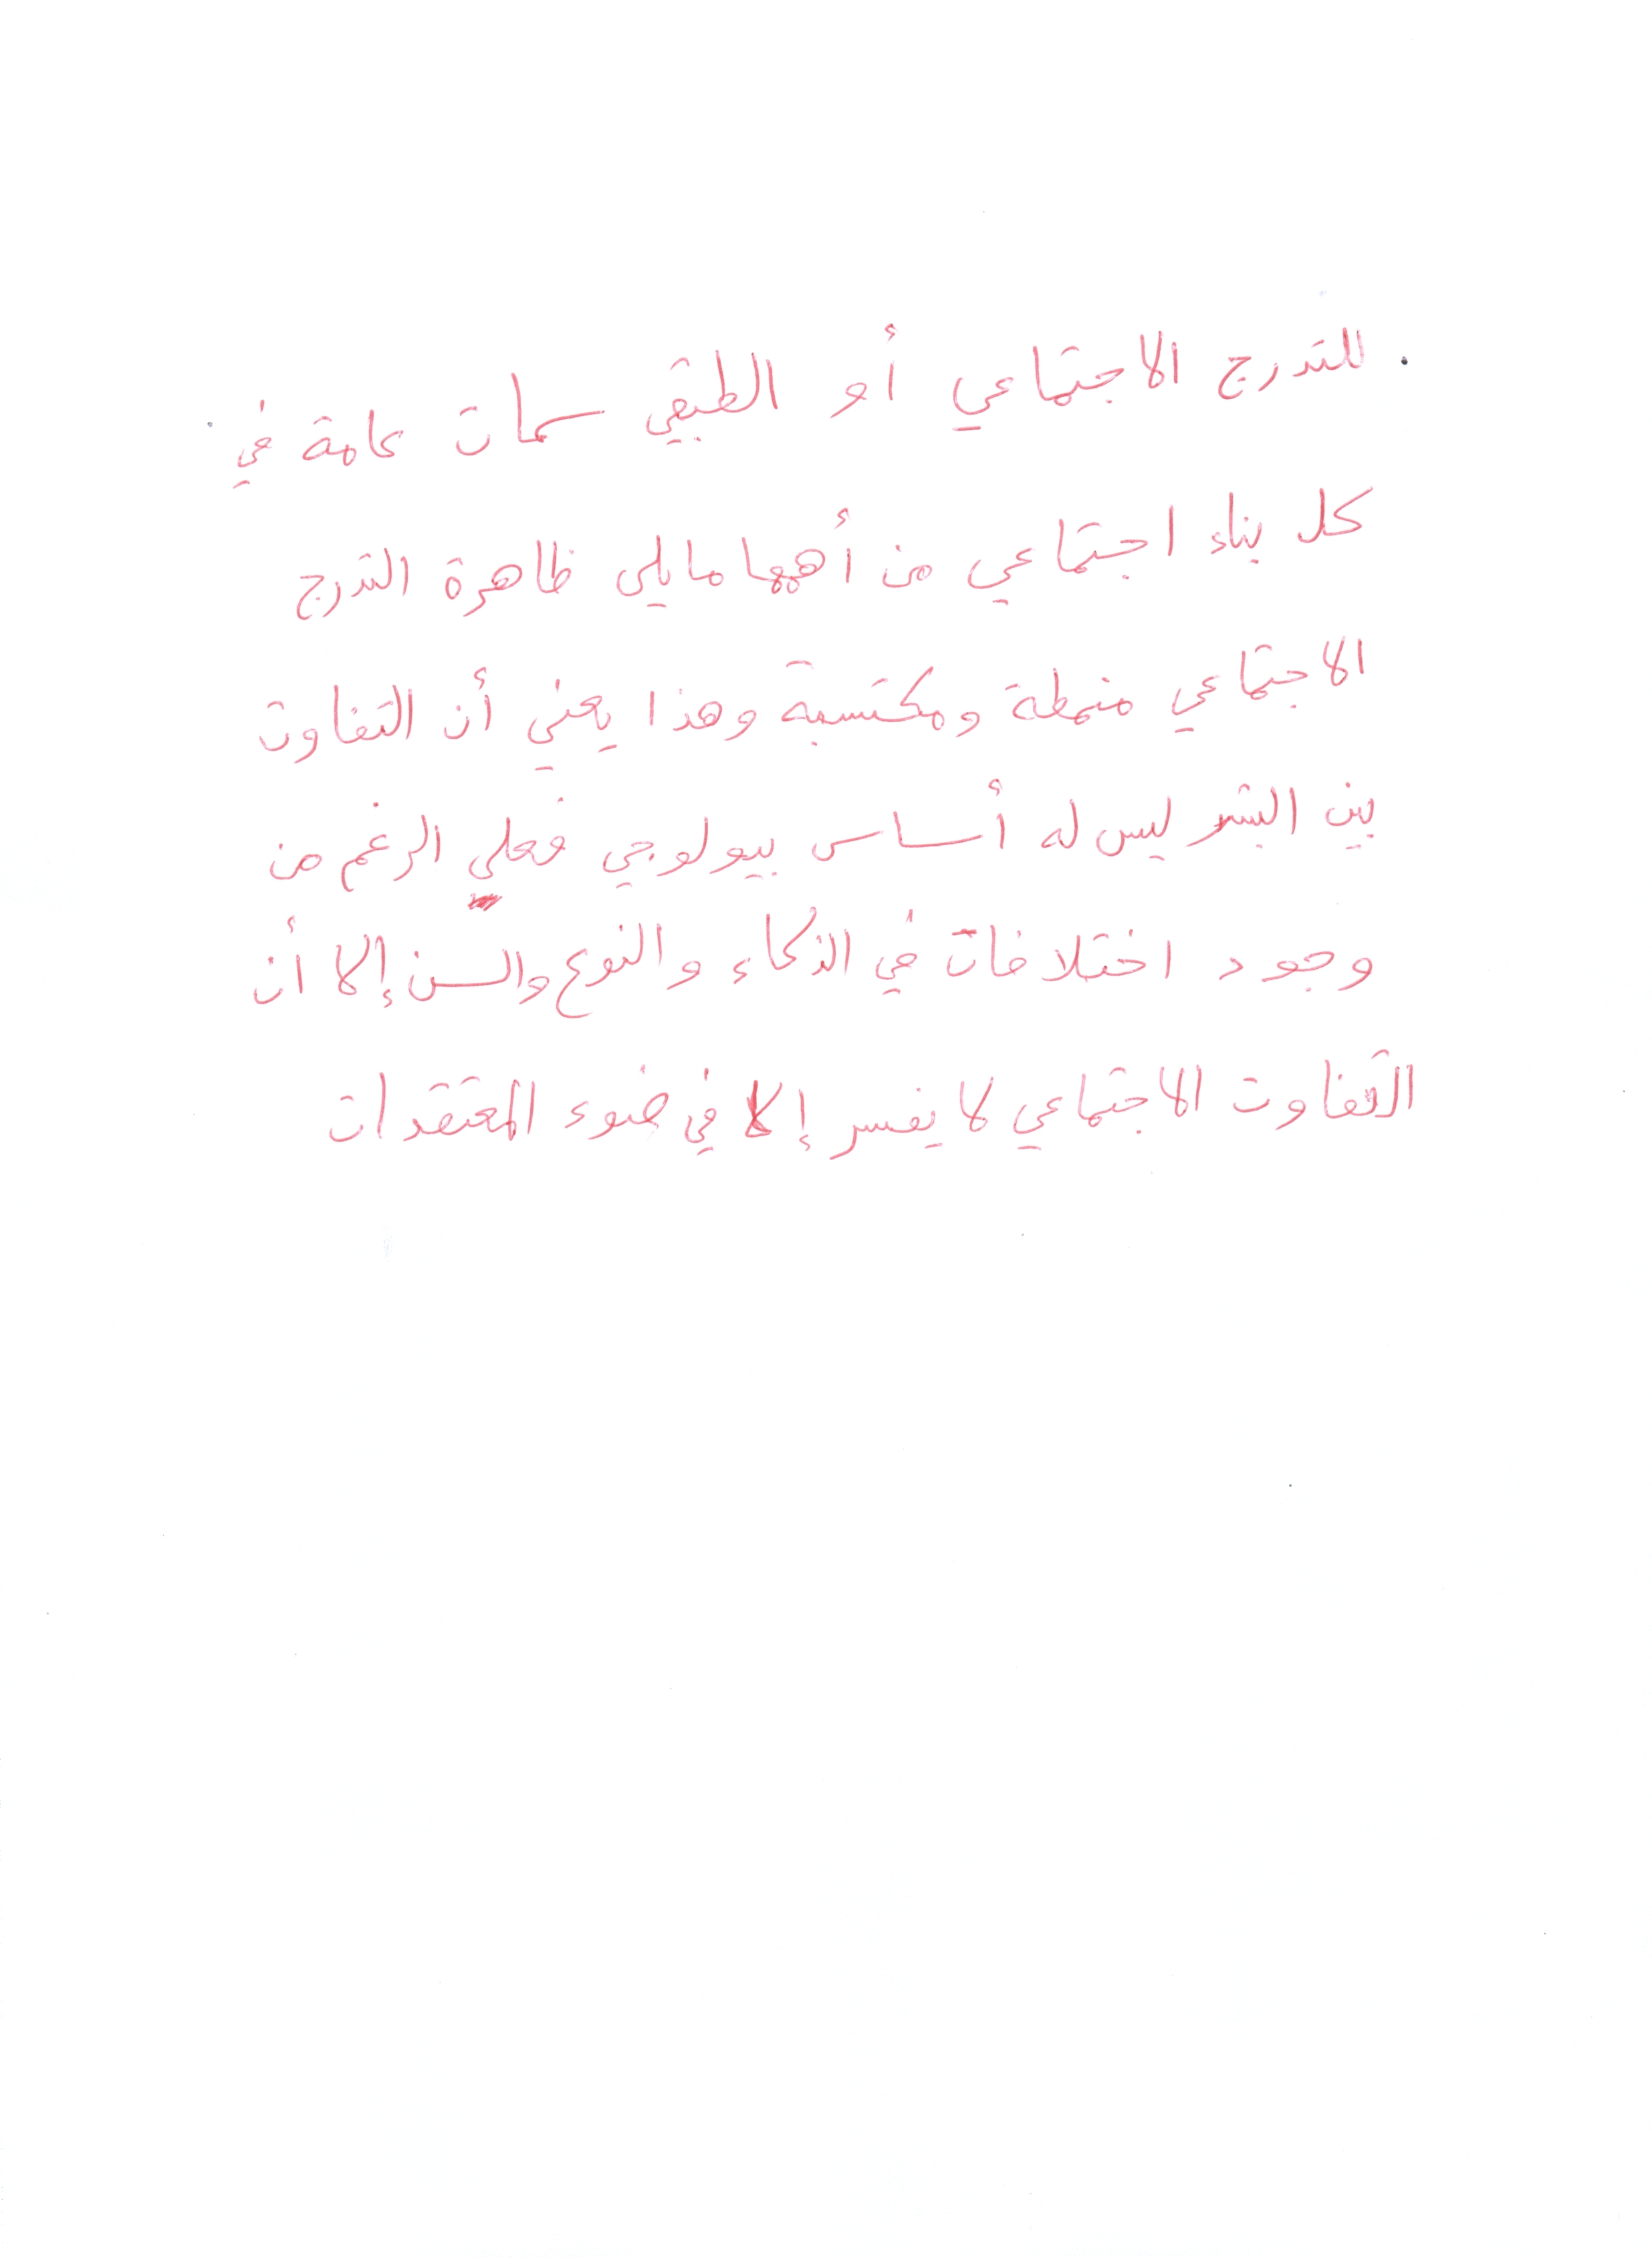 للتدرج الاجتماعي أو الطبقي سمات عامة في
كل بناء اجتماعي من أهمها مايلي ظاهرة التدرج
الاجتماعي منمطة ومكتسبة وهذا يعني أن التفاوت
بين البشر ليس له أساس بيولوجي فعلي الرغم من
وجود اختلافات في الذكاء والنوع والسن إلا أن
التفاوت الاجتماعي لا يفسر إلا في ضوء المعتقدات